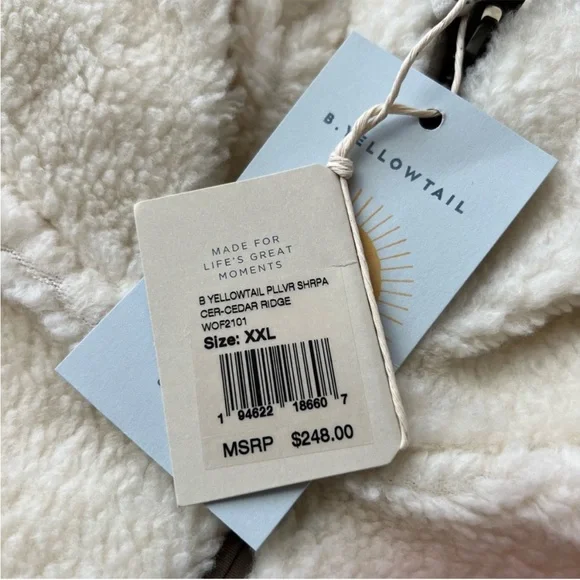 B. YELLOWTAIL
MADE FOR
LIFE'S GREAT
MOMENTS
B YELLOWTAIL PLLVR SHRPA
CER-CEDAR RIDGE
WOF2101
Size: XXL
1 94622 18660 7
MSRP $248.00